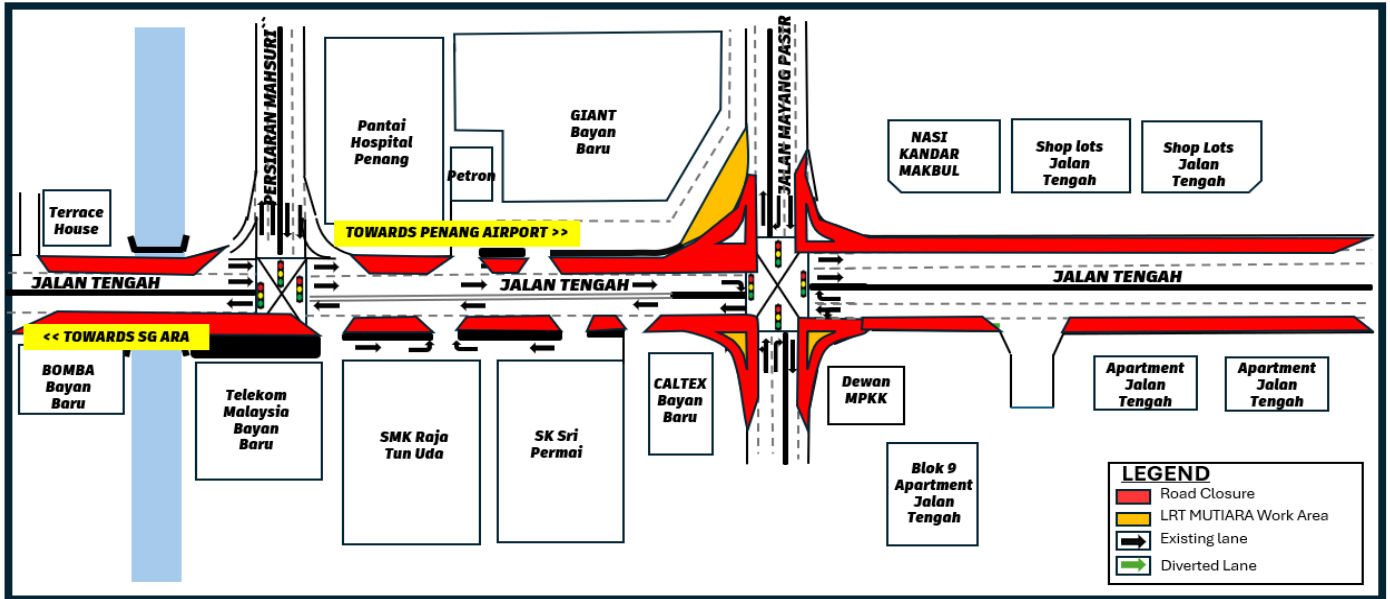 PERSIARAN MAHSURI
JALAN MAYANG PASIR
Pantai
Hospital
Penang
GIANT
Bayan
Baru
Petron
NASI
KANDAR
MAKBUL
Shop lots
Jalan
Tengah
Shop Lots
Jalan
Tengah
Terrace
House
TOWARDS PENANG AIRPORT >>
JALAN TENGAH
JALAN TENGAH
JALAN TENGAH
<< TOWARDS SG ARA
BOMBA
Bayan
Baru
Telekom
Malaysia
Bayan
Baru
SMK Raja
Tun Uda
SK Sri
Permai
CALTEX
Bayan
Baru
Dewan
MPKK
Apartment
Jalan
Tengah
Apartment
Jalan
Tengah
Blok 9
Apartment
Jalan
Tengah
LEGEND
Road Closure
LRT MUTIARA Work Area
Existing lane
Diverted Lane